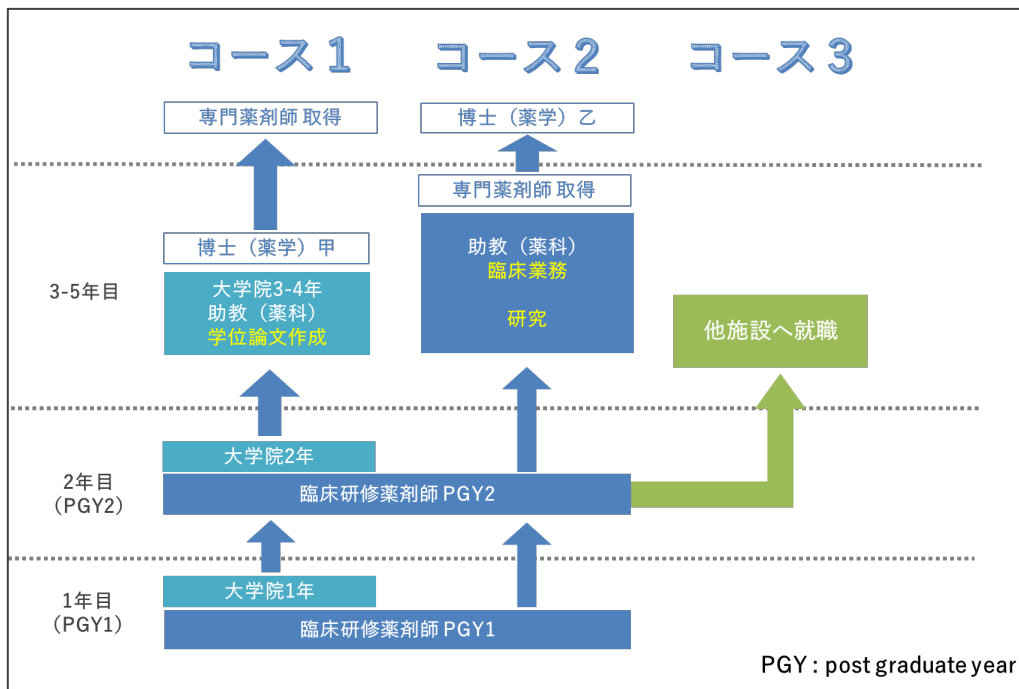 コース1
コース2
コース3
専門薬剤師 取得
博士（薬学）乙
専門薬剤師 取得
博士（薬学）甲
3-5年目
大学院3-4年
助教（薬科）
学位論文作成
助教（薬科）
臨床業務
研究
他施設へ就職
2年目
（PGY2）
大学院2年
臨床研修薬剤師 PGY2
1年目
（PGY1）
大学院1年
臨床研修薬剤師 PGY1
PGY : post graduate year